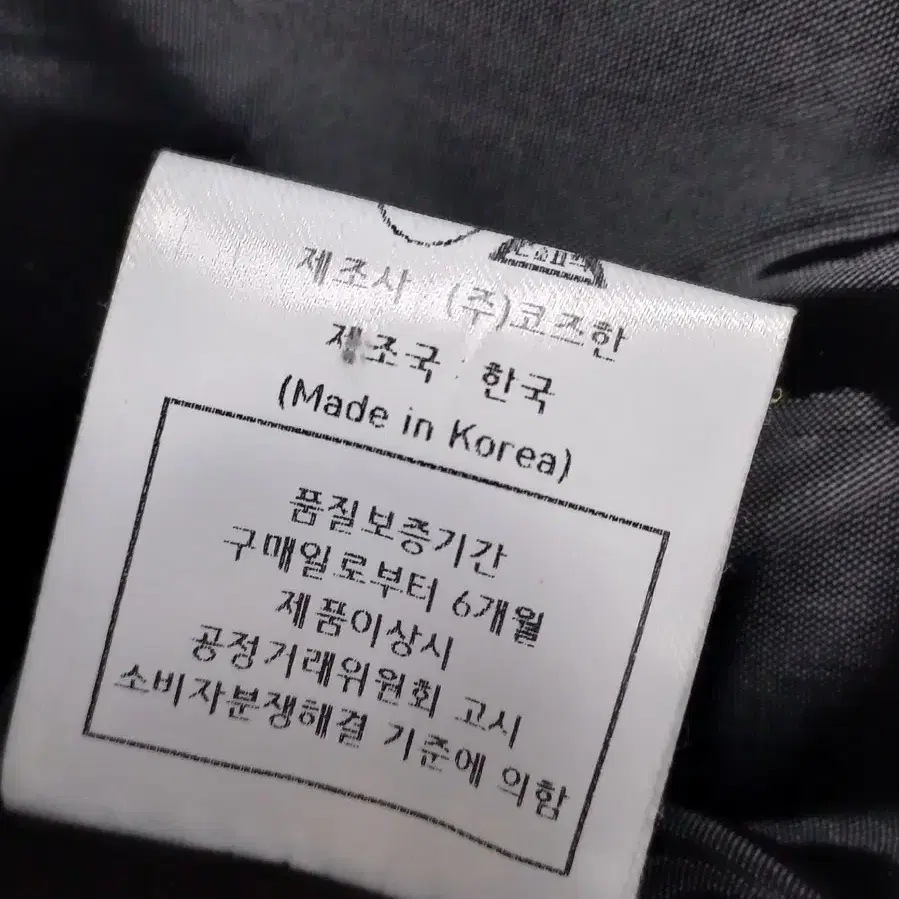 제조사 (주)코즈한
제조국 한국
(Made in Korea)
품질보증기간
구매일로부터 6개월
제품이상시
공정거래위원회 고시
소비자분쟁해결 기준에 의함